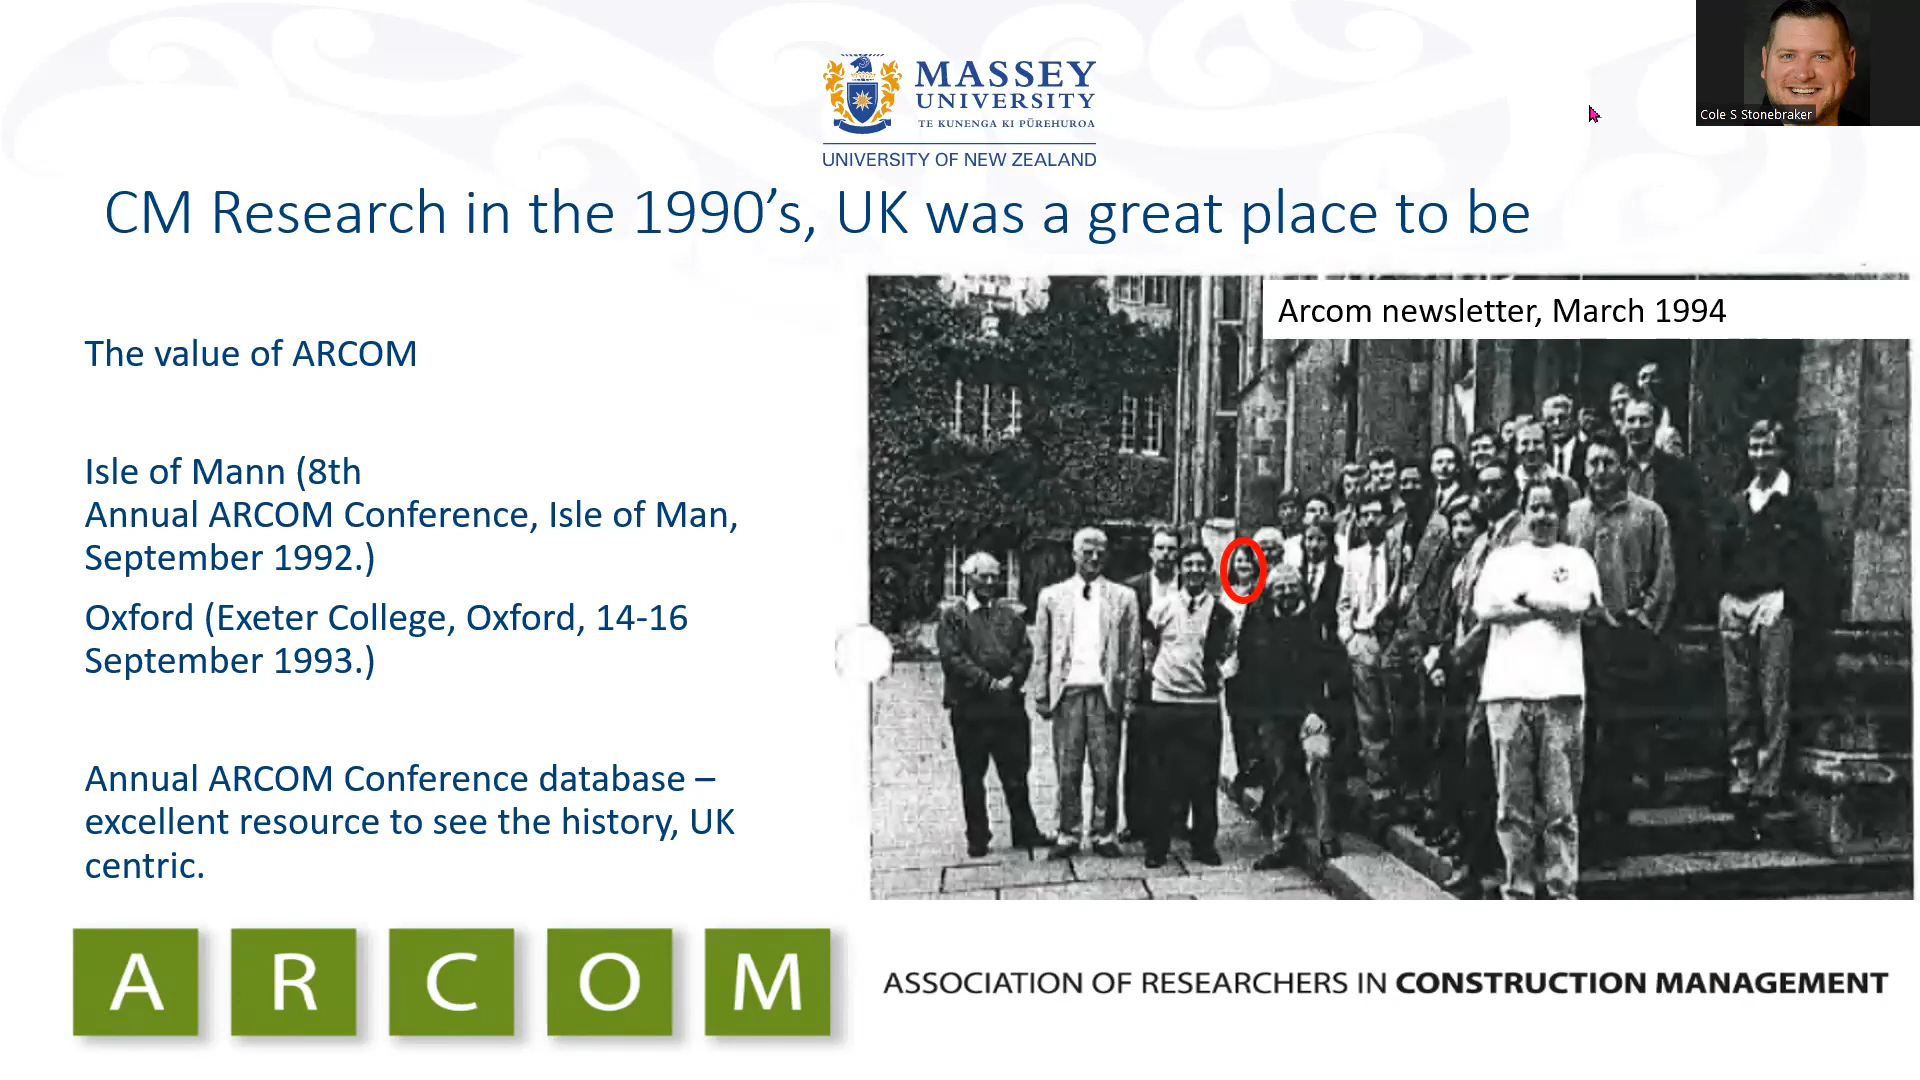 MASSEY
UNIVERSITY
TE KUNENGA KI PŪREHUROA
UNIVERSITY OF NEW ZEALAND
Cole S Stonebraker
CM Research in the 1990’s, UK was a great place to be
Arcom newsletter, March 1994
The value of ARCOM
Isle of Mann (8th
Annual ARCOM Conference, Isle of Man,
September 1992.)
Oxford (Exeter College, Oxford, 14-16
September 1993.)
Annual ARCOM Conference database –
excellent resource to see the history, UK
centric.
A R C O M
ASSOCIATION OF RESEARCHERS IN CONSTRUCTION MANAGEMENT